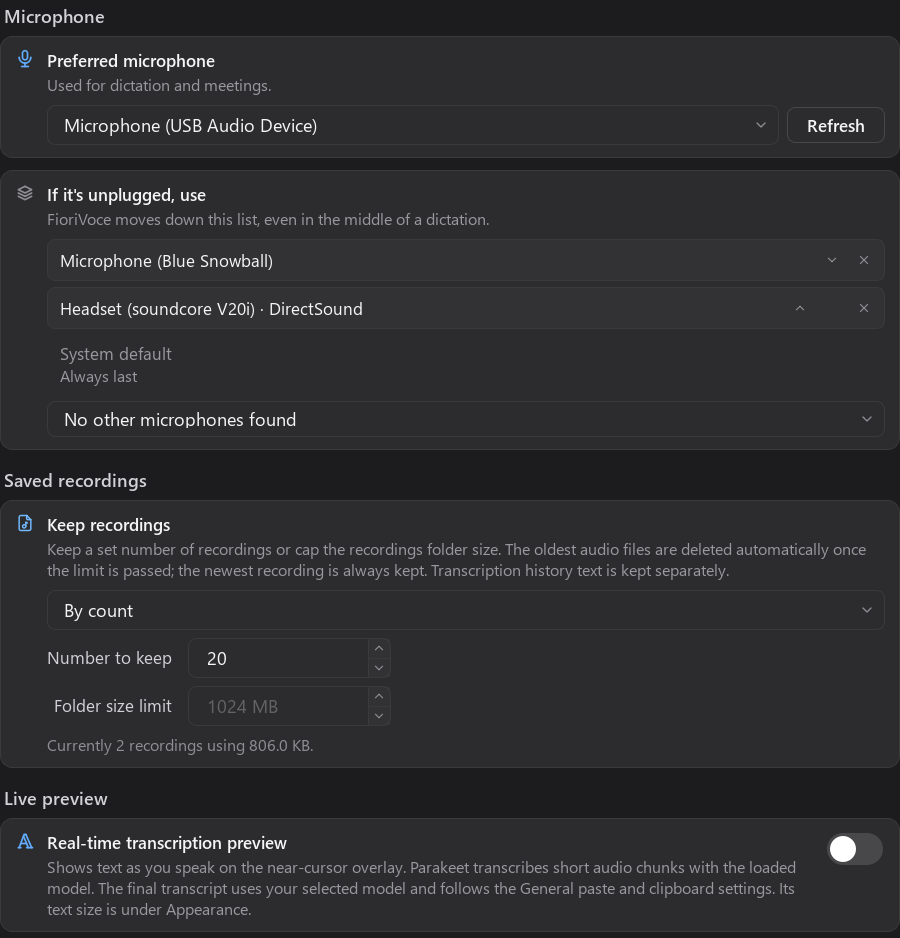 Microphone
Preferred microphone
Used for dictation and meetings.
Microphone (USB Audio Device)
Refresh
If it's unplugged, use
FioriVoce moves down this list, even in the middle of a dictation.
Microphone (Blue Snowball)
Headset (soundcore V20i) · DirectSound
System default
Always last
No other microphones found
Saved recordings
Keep recordings
Keep a set number of recordings or cap the recordings folder size. The oldest audio files are deleted automatically once
the limit is passed; the newest recording is always kept. Transcription history text is kept separately.
By count
Number to keep
20
Folder size limit
1024 MB
Currently 2 recordings using 806.0 KB.
Live preview
Real-time transcription preview
Shows text as you speak on the near-cursor overlay. Parakeet transcribes short audio chunks with the loaded
model. The final transcript uses your selected model and follows the General paste and clipboard settings. Its
text size is under Appearance.